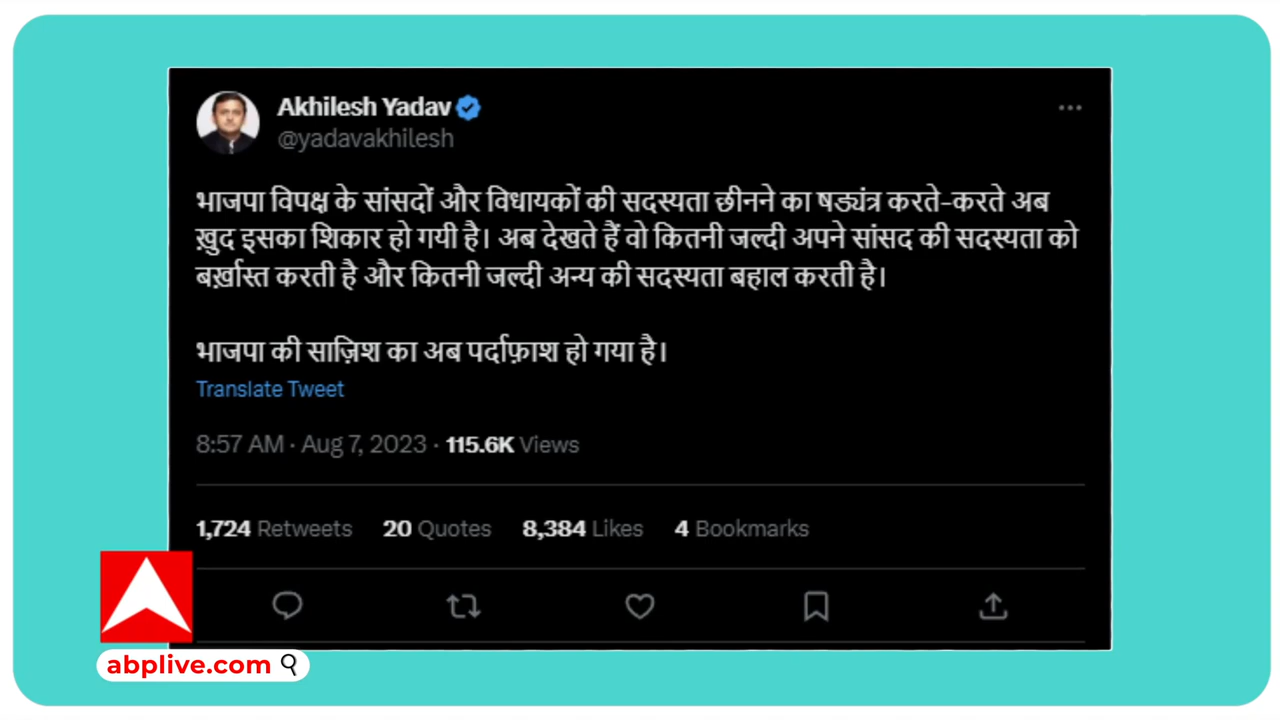 Akhilesh Yadav
@yadavakhilesh
भाजपा विपक्ष के सांसदों और विधायकों की सदस्यता छीनने का षड्यंत्र करते-करते अब
ख़ुद इसका शिकार हो गयी है। अब देखते हैं वो कितनी जल्दी अपने सांसद की सदस्यता को
बर्ख़ास्त करती है और कितनी जल्दी अन्य की सदस्यता बहाल करती है।
भाजपा की साज़िश का अब पर्दाफ़ाश हो गया है।
Translate Tweet
8:57 AM · Aug 7, 2023 · 115.6K Views
1,724 Retweets 20 Quotes 8,384 Likes 4 Bookmarks
abplive.com